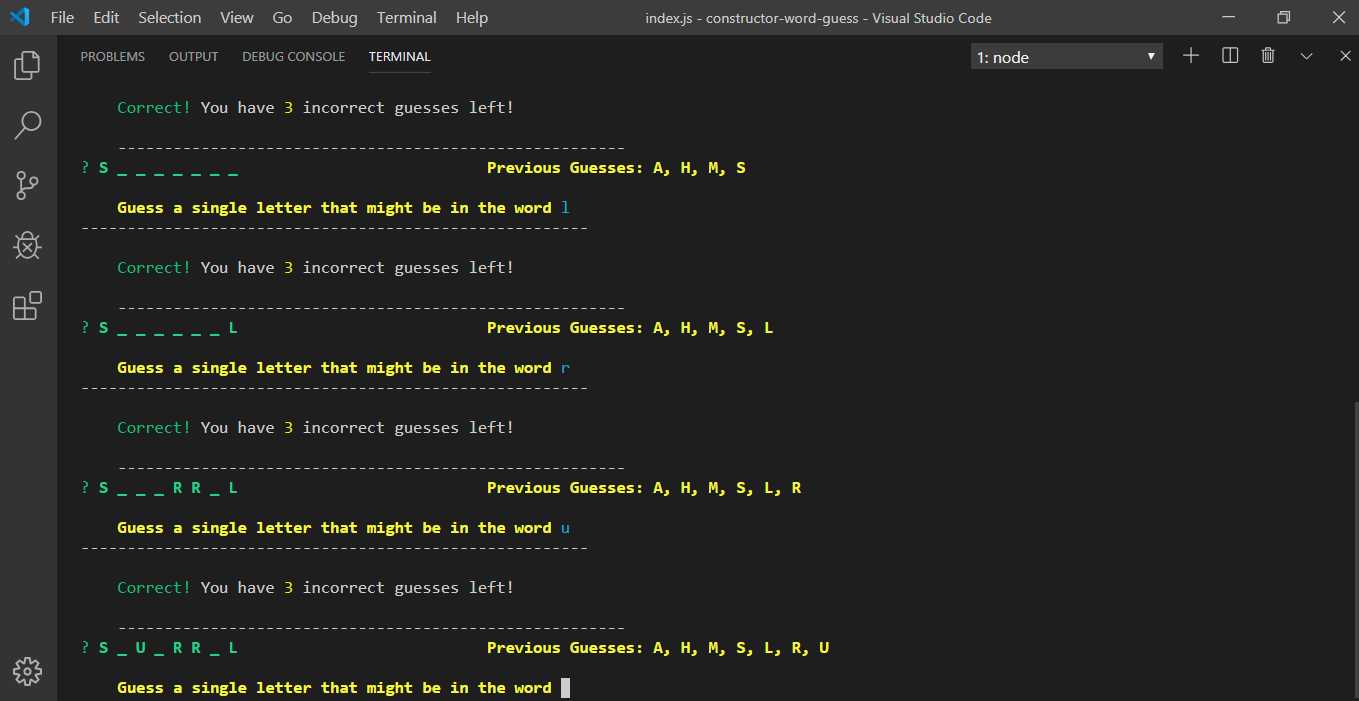 File Edit Selection View Go Debug Terminal Help index.js - constructor-word-guess - Visual Studio Code
PROBLEMS OUTPUT DEBUG CONSOLE TERMINAL 1: node
Correct! You have 3 incorrect guesses left!
-------------------------------------------------------
? S _ _ _ _ _ _ _ Previous Guesses: A, H, M, S
Guess a single letter that might be in the word l
-------------------------------------------------------
Correct! You have 3 incorrect guesses left!
-------------------------------------------------------
? S _ _ _ _ _ _ L Previous Guesses: A, H, M, S, L
Guess a single letter that might be in the word r
-------------------------------------------------------
Correct! You have 3 incorrect guesses left!
-------------------------------------------------------
? S _ _ _ R R _ L Previous Guesses: A, H, M, S, L, R
Guess a single letter that might be in the word u
-------------------------------------------------------
Correct! You have 3 incorrect guesses left!
-------------------------------------------------------
? S _ U _ R R _ L Previous Guesses: A, H, M, S, L, R, U
Guess a single letter that might be in the word